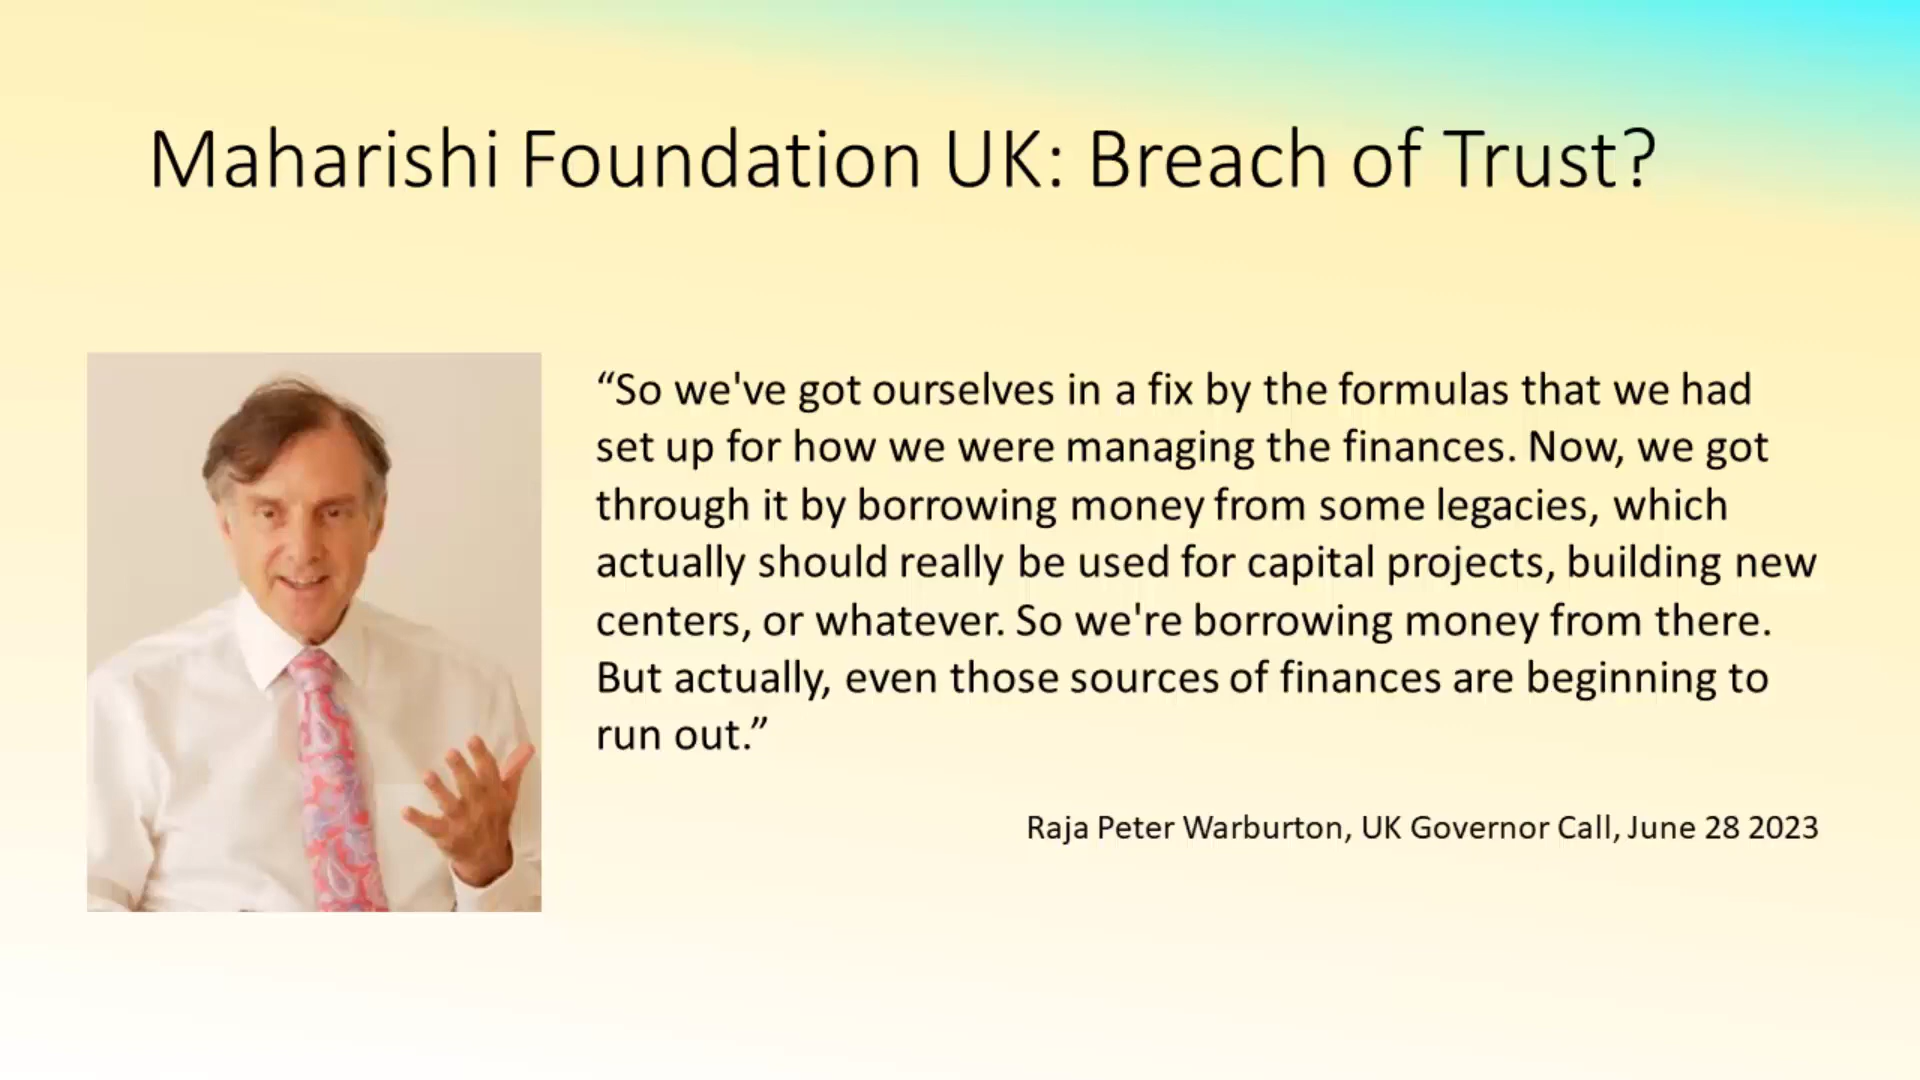 Maharishi Foundation UK: Breach of Trust?
“So we've got ourselves in a fix by the formulas that we had
set up for how we were managing the finances. Now, we got
through it by borrowing money from some legacies, which
actually should really be used for capital projects, building new
centers, or whatever. So we're borrowing money from there.
But actually, even those sources of finances are beginning to
run out.”
Raja Peter Warburton, UK Governor Call, June 28 2023